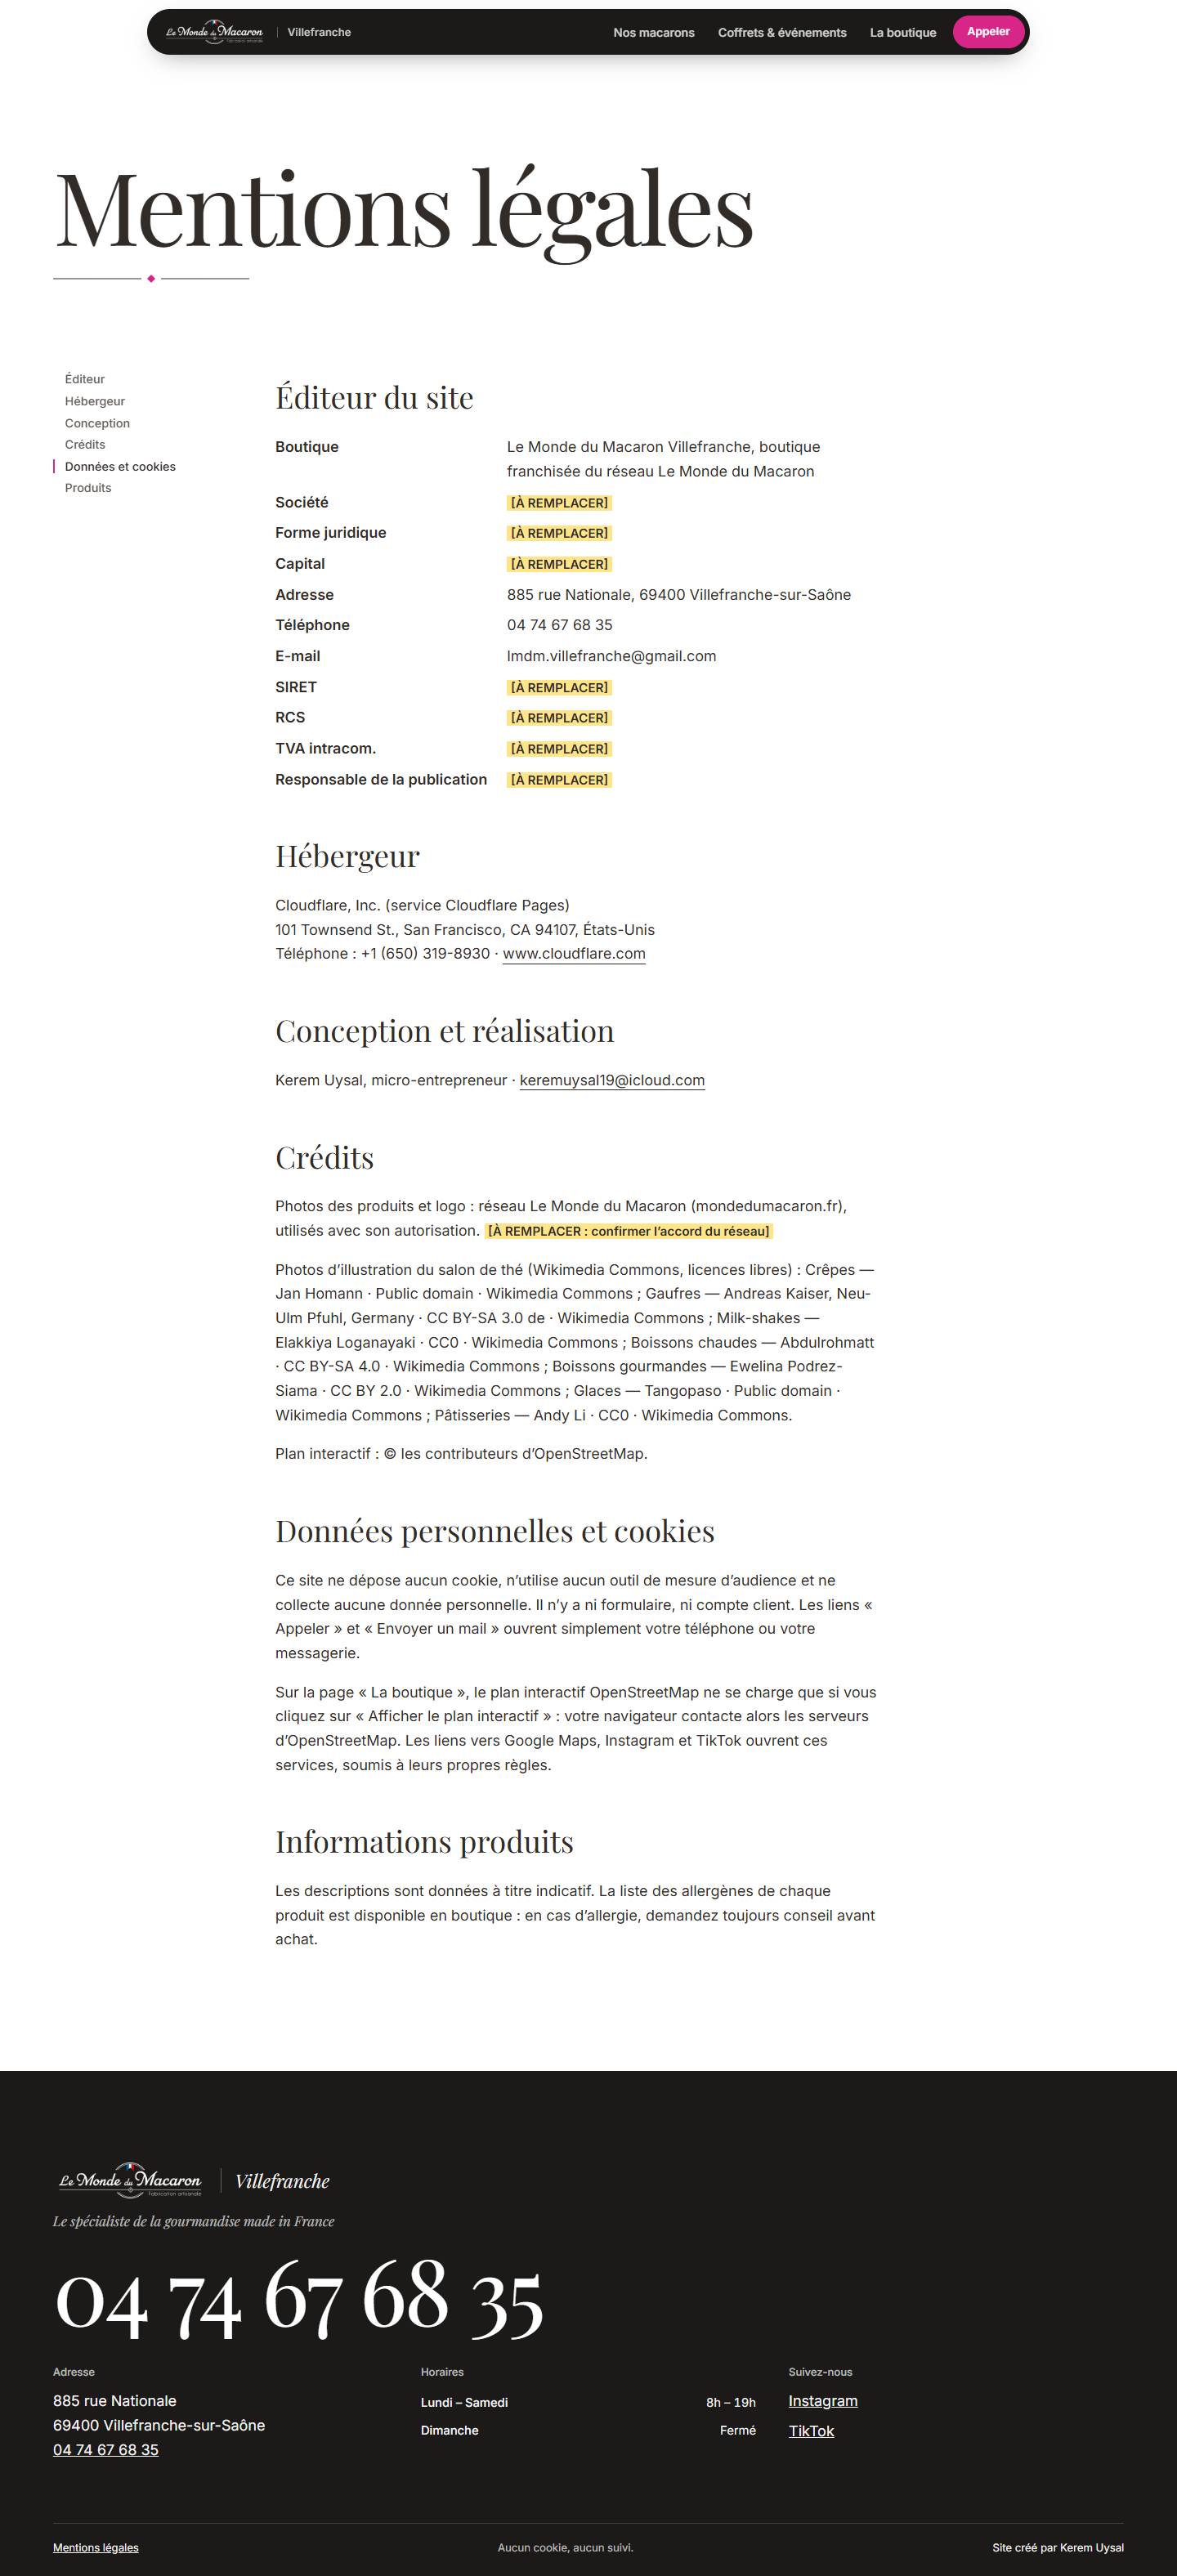 Le Monde du Macaron
Villefranche
Nos macarons
Coffrets & événements
La boutique
Appeler
Mentions légales
Éditeur
Hébergeur
Conception
Crédits
Données et cookies
Produits
Éditeur du site
Boutique
Le Monde du Macaron Villefranche, boutique
franchisée du réseau Le Monde du Macaron
Société [À REMPLACER]
Forme juridique [À REMPLACER]
Capital [À REMPLACER]
Adresse 885 rue Nationale, 69400 Villefranche-sur-Saône
Téléphone 04 74 67 68 35
E-mail lmdm.villefranche@gmail.com
SIRET [À REMPLACER]
RCS [À REMPLACER]
TVA intracom. [À REMPLACER]
Responsable de la publication [À REMPLACER]
Hébergeur
Cloudflare, Inc. (service Cloudflare Pages)
101 Townsend St., San Francisco, CA 94107, États-Unis
Téléphone : +1 (650) 319-8930 · www.cloudflare.com
Conception et réalisation
Kerem Uysal, micro-entrepreneur · keremuysal19@icloud.com
Crédits
Photos des produits et logo : réseau Le Monde du Macaron (mondedumacaron.fr),
utilisés avec son autorisation. [À REMPLACER : confirmer l’accord du réseau]
Photos d’illustration du salon de thé (Wikimedia Commons, licences libres) : Crêpes —
Jan Homann · Public domain · Wikimedia Commons ; Gaufres — Andreas Kaiser, Neu-
Ulm Pfuhl, Germany · CC BY-SA 3.0 de · Wikimedia Commons ; Milk-shakes —
Elakkiya Loganayaki · CC0 · Wikimedia Commons ; Boissons chaudes — Abdulrohmatt
· CC BY-SA 4.0 · Wikimedia Commons ; Boissons gourmandes — Ewelina Podrez-
Siama · CC BY 2.0 · Wikimedia Commons ; Glaces — Tangopaso · Public domain ·
Wikimedia Commons ; Pâtisseries — Andy Li · CC0 · Wikimedia Commons.
Plan interactif : © les contributeurs d’OpenStreetMap.
Données personnelles et cookies
Ce site ne dépose aucun cookie, n’utilise aucun outil de mesure d’audience et ne
collecte aucune donnée personnelle. Il n’y a ni formulaire, ni compte client. Les liens «
Appeler » et « Envoyer un mail » ouvrent simplement votre téléphone ou votre
messagerie.
Sur la page « La boutique », le plan interactif OpenStreetMap ne se charge que si vous
cliquez sur « Afficher le plan interactif » : votre navigateur contacte alors les serveurs
d’OpenStreetMap. Les liens vers Google Maps, Instagram et TikTok ouvrent ces
services, soumis à leurs propres règles.
Informations produits
Les descriptions sont données à titre indicatif. La liste des allergènes de chaque
produit est disponible en boutique : en cas d’allergie, demandez toujours conseil avant
achat.
Le Monde du Macaron
Fabrication artisanale
Villefranche
Le spécialiste de la gourmandise made in France
04 74 67 68 35
Adresse
885 rue Nationale
69400 Villefranche-sur-Saône
04 74 67 68 35
Horaires
Lundi – Samedi 8h – 19h
Dimanche Fermé
Suivez-nous
Instagram
TikTok
Mentions légales
Aucun cookie, aucun suivi.
Site créé par Kerem Uysal